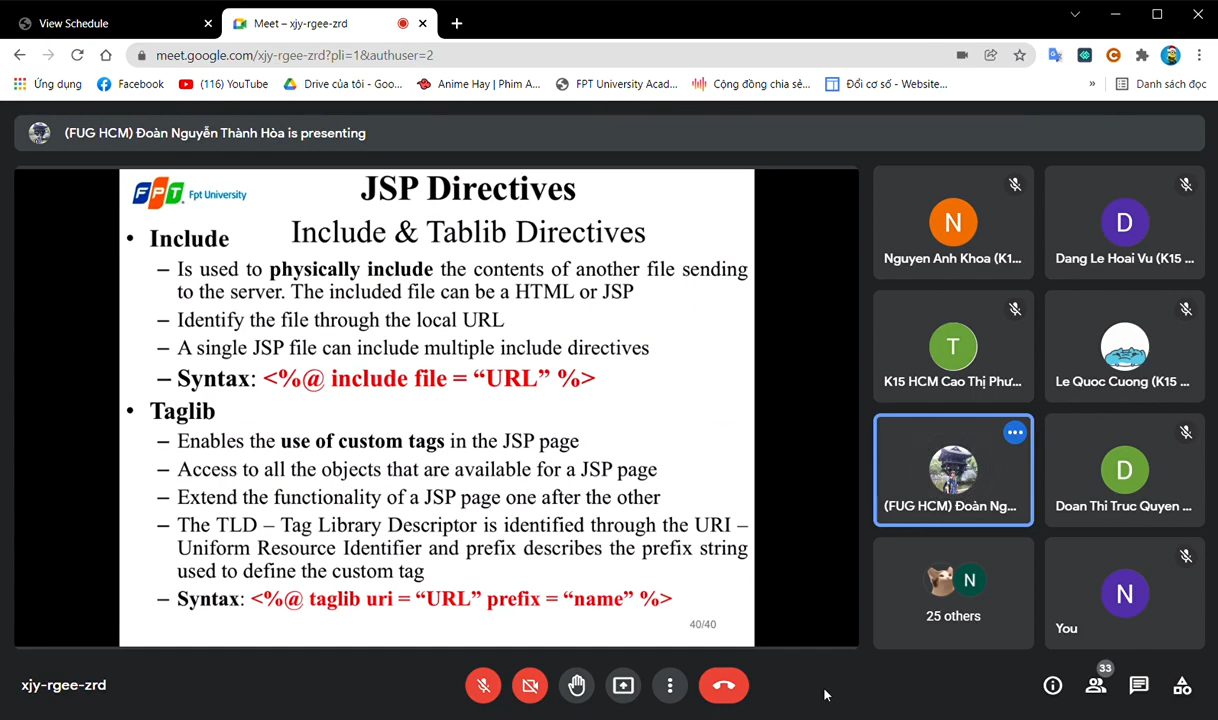 View Schedule
Meet – xjy-rgee-zrd
meet.google.com/xjy-rgee-zrd?pli=1&authuser=2
Ứng dụng
Facebook
(116) YouTube
Drive của tôi - Goo...
Anime Hay | Phim A...
FPT University Acad...
Cộng đồng chia sẻ...
Đổi cơ số - Website...
»
Danh sách đọc
(FUG HCM) Đoàn Nguyễn Thành Hòa is presenting
FPT Fpt University
JSP Directives
Include & Tablib Directives
• Include
– Is used to physically include the contents of another file sending
to the server. The included file can be a HTML or JSP
– Identify the file through the local URL
– A single JSP file can include multiple include directives
– Syntax: <%@ include file = “URL” %>
• Taglib
– Enables the use of custom tags in the JSP page
– Access to all the objects that are available for a JSP page
– Extend the functionality of a JSP page one after the other
– The TLD – Tag Library Descriptor is identified through the URI –
Uniform Resource Identifier and prefix describes the prefix string
used to define the custom tag
– Syntax: <%@ taglib uri = “URL” prefix = “name” %>
40/40
N
Nguyen Anh Khoa (K1...
D
Dang Le Hoai Vu (K15 ...
T
K15 HCM Cao Thị Phư...
Le Quoc Cuong (K15 ...
(FUG HCM) Đoàn Ng...
D
Doan Thi Truc Quyen ...
N
25 others
N
You
xjy-rgee-zrd
33